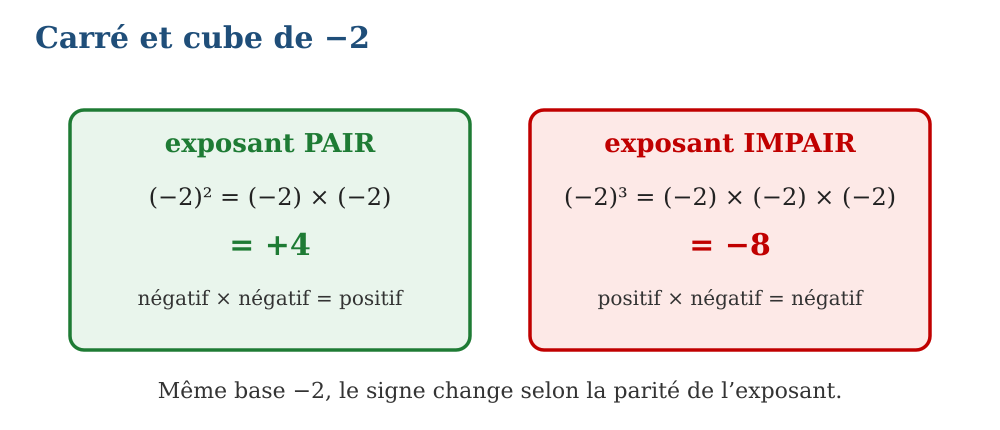 Carré et cube de −2
exposant PAIR
(−2)² = (−2) × (−2)
= +4
négatif × négatif = positif
exposant IMPAIR
(−2)³ = (−2) × (−2) × (−2)
= −8
positif × négatif = négatif
Même base −2, le signe change selon la parité de l’exposant.